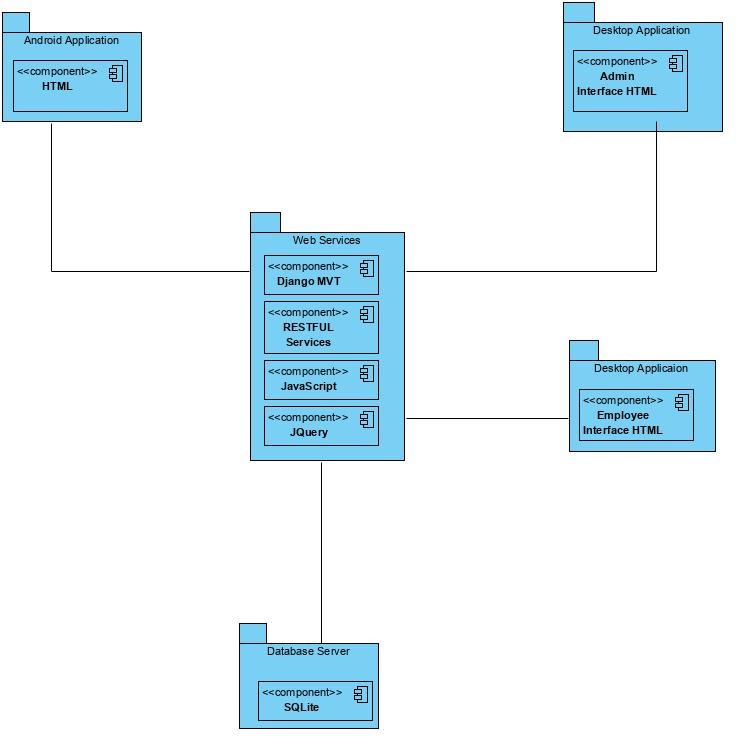 Android Application
<<component>>
HTML
Desktop Application
<<component>>
Admin
Interface HTML
Web Services
<<component>>
Django MVT
<<component>>
RESTFUL
Services
<<component>>
JavaScript
<<component>>
JQuery
Desktop Applicaion
<<component>>
Employee
Interface HTML
Database Server
<<component>>
SQLite